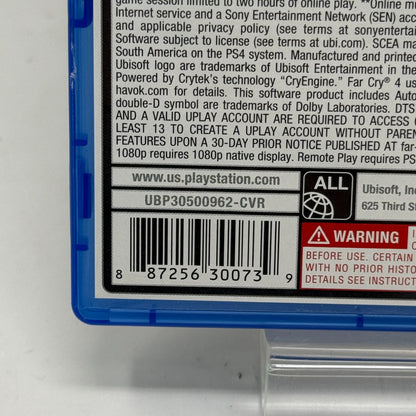 game session limited to two hours of online play. **Online m
Internet service and a Sony Entertainment Network (SEN) acco
and applicable privacy policy (see terms at sonyentertain
Software subject to license (see terms at ubi.com). SCEA m
South America on the PS4 system. Manufactured and printed
Ubisoft logo are trademarks of Ubisoft Entertainment in the
Powered by Crytek's technology "CryEngine." Far Cry® 4 us
havok.com for details. This software product includes Auto
double-D symbol are trademarks of Dolby Laboratories. DTS
AND A VALID UPLAY ACCOUNT ARE REQUIRED TO ACCESS
LEAST 13 TO CREATE A UPLAY ACCOUNT WITHOUT PAREN
FEATURES UPON A 30-DAY PRIOR NOTICE PUBLISHED AT far-
1080p requires 1080p native display. Remote Play requires PS
www.us.playstation.com
UBP30500962-CVR
ALL
Ubisoft, Inc
625 Third St
8 87256 30073 9
WARNING
BEFORE USE. CERTAIN
WITH NO PRIOR HISTOR
DETAILS SEE INSTRUCT